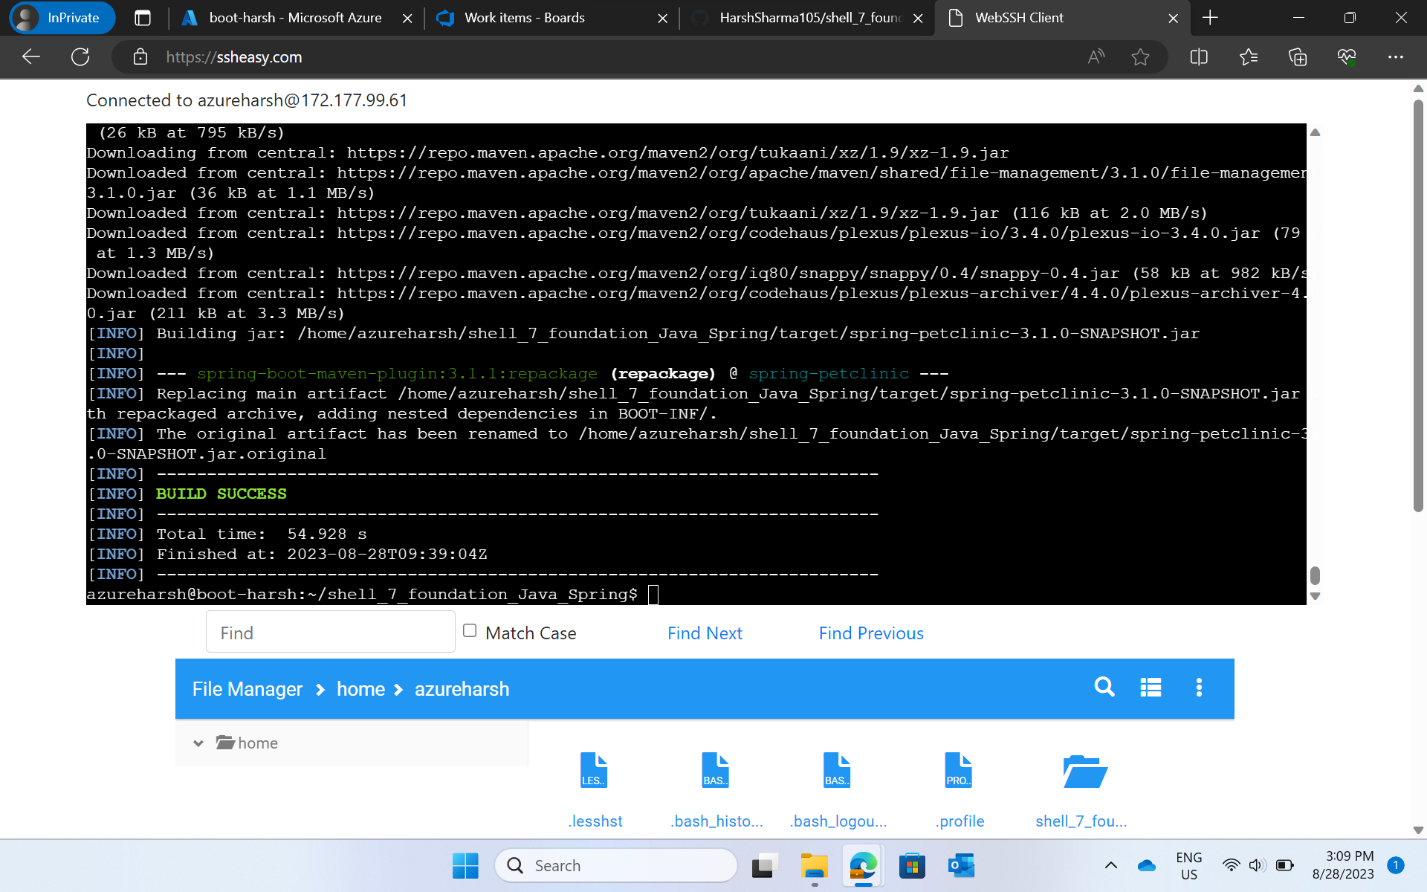 InPrivate
boot-harsh - Microsoft Azure
Work items - Boards
HarshSharma105/shell_7_foun
WebSSH Client
https://ssheasy.com
Connected to azureharsh@172.177.99.61
(26 kB at 795 kB/s)
Downloading from central: https://repo.maven.apache.org/maven2/org/tukaani/xz/1.9/xz-1.9.jar
Downloaded from central: https://repo.maven.apache.org/maven2/org/apache/maven/shared/file-management/3.1.0/file-managemen
3.1.0.jar (36 kB at 1.1 MB/s)
Downloaded from central: https://repo.maven.apache.org/maven2/org/tukaani/xz/1.9/xz-1.9.jar (116 kB at 2.0 MB/s)
Downloaded from central: https://repo.maven.apache.org/maven2/org/codehaus/plexus/plexus-io/3.4.0/plexus-io-3.4.0.jar (79
at 1.3 MB/s)
Downloaded from central: https://repo.maven.apache.org/maven2/org/iq80/snappy/snappy/0.4/snappy-0.4.jar (58 kB at 982 kB/s
Downloaded from central: https://repo.maven.apache.org/maven2/org/codehaus/plexus/plexus-archiver/4.4.0/plexus-archiver-4.
0.jar (211 kB at 3.3 MB/s)
[INFO] Building jar: /home/azureharsh/shell_7_foundation_Java_Spring/target/spring-petclinic-3.1.0-SNAPSHOT.jar
[INFO]
[INFO] --- spring-boot-maven-plugin:3.1.1:repackage (repackage) @ spring-petclinic ---
[INFO] Replacing main artifact /home/azureharsh/shell_7_foundation_Java_Spring/target/spring-petclinic-3.1.0-SNAPSHOT.jar
th repackaged archive, adding nested dependencies in BOOT-INF/.
[INFO] The original artifact has been renamed to /home/azureharsh/shell_7_foundation_Java_Spring/target/spring-petclinic-3
.0-SNAPSHOT.jar.original
[INFO] ------------------------------------------------------------------------
[INFO] BUILD SUCCESS
[INFO] ------------------------------------------------------------------------
[INFO] Total time:  54.928 s
[INFO] Finished at: 2023-08-28T09:39:04Z
[INFO] ------------------------------------------------------------------------
azureharsh@boot-harsh:~/shell_7_foundation_Java_Spring$
Find
Match Case
Find Next
Find Previous
File Manager > home > azureharsh
home
LES..
BAS..
BAS..
PRO..
.lesshst
.bash_histo...
.bash_logou...
.profile
shell_7_fou...
Search
ENG
US
3:09 PM
8/28/2023
1